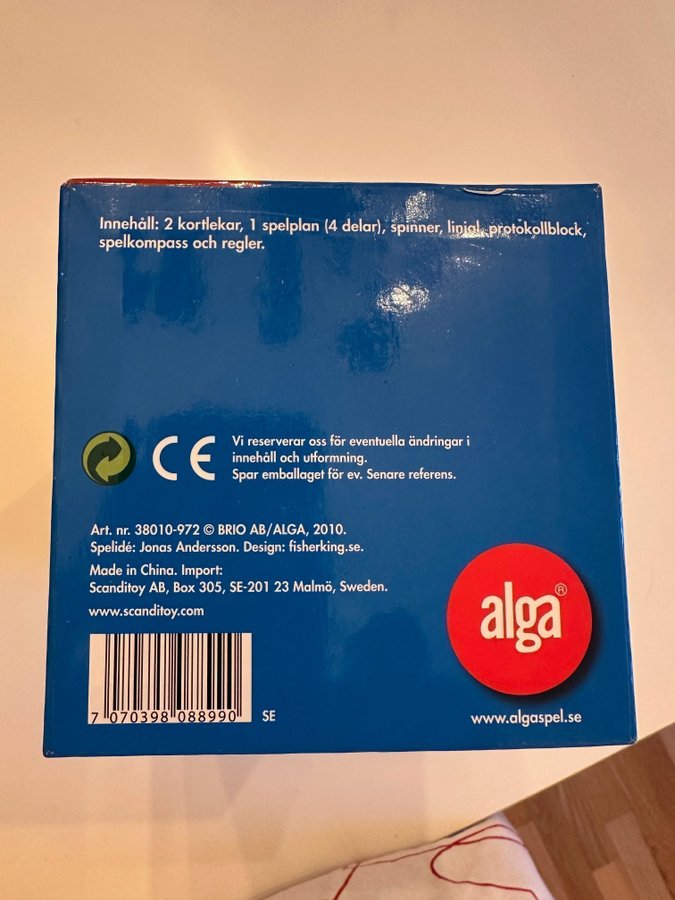 Innehåll: 2 kortlekar, 1 spelplan (4 delar), spinner, linjal, protokollblock,
spelkompass och regler.
CE
Vi reserverar oss för eventuella ändringar i
innehåll och utformning.
Spar emballaget för ev. Senare referens.
Art. nr. 38010-972 © BRIO AB/ALGA, 2010.
Spelidé: Jonas Andersson. Design: fisherking.se.
Made in China. Import:
Scanditoy AB, Box 305, SE-201 23 Malmö, Sweden.
www.scanditoy.com
7 070398 088990 SE
alga®
www.algaspel.se